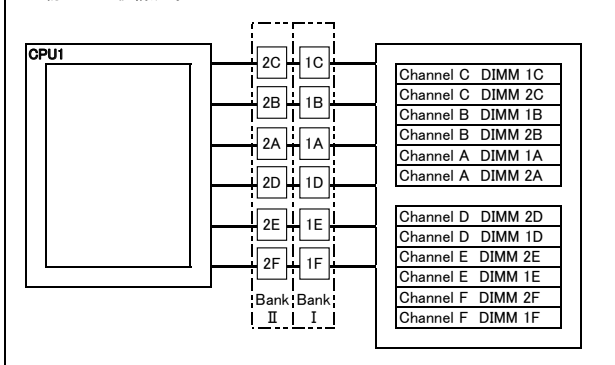 CPU1
2C 1C
2B 1B
2A 1A
2D 1D
2E 1E
2F 1F
Bank Bank
II I
Channel C DIMM 1C
Channel C DIMM 2C
Channel B DIMM 1B
Channel B DIMM 2B
Channel A DIMM 1A
Channel A DIMM 2A
Channel D DIMM 2D
Channel D DIMM 1D
Channel E DIMM 2E
Channel E DIMM 1E
Channel F DIMM 2F
Channel F DIMM 1F